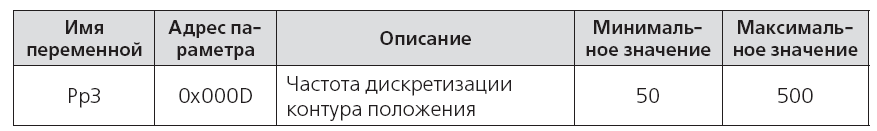 Имя переменной
Адрес па-
раметра
Описание
Минималь-
ное значение
Максималь-
ное значение
Pp3
0x000D
Частота дискретизации
контура положения
50
500